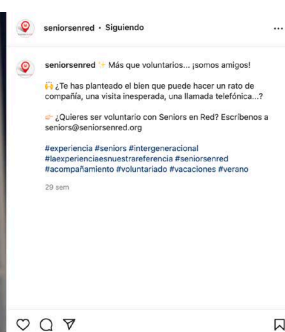 seniorsenred • Siguiendo
seniorsenred ✨ Más que voluntarios... ¡somos amigos!
🙌 ¿Te has planteado el bien que puede hacer un rato de
compañía, una visita inesperada, una llamada telefónica...?
👉 ¿Quieres ser voluntario con Seniors en Red? Escríbenos a
seniors@seniorsenred.org
#experiencia #seniors #intergeneracional
#laexperienciaesnuestrareferencia #seniorsenred
#acompañamiento #voluntariado #vacaciones #verano
29 sem